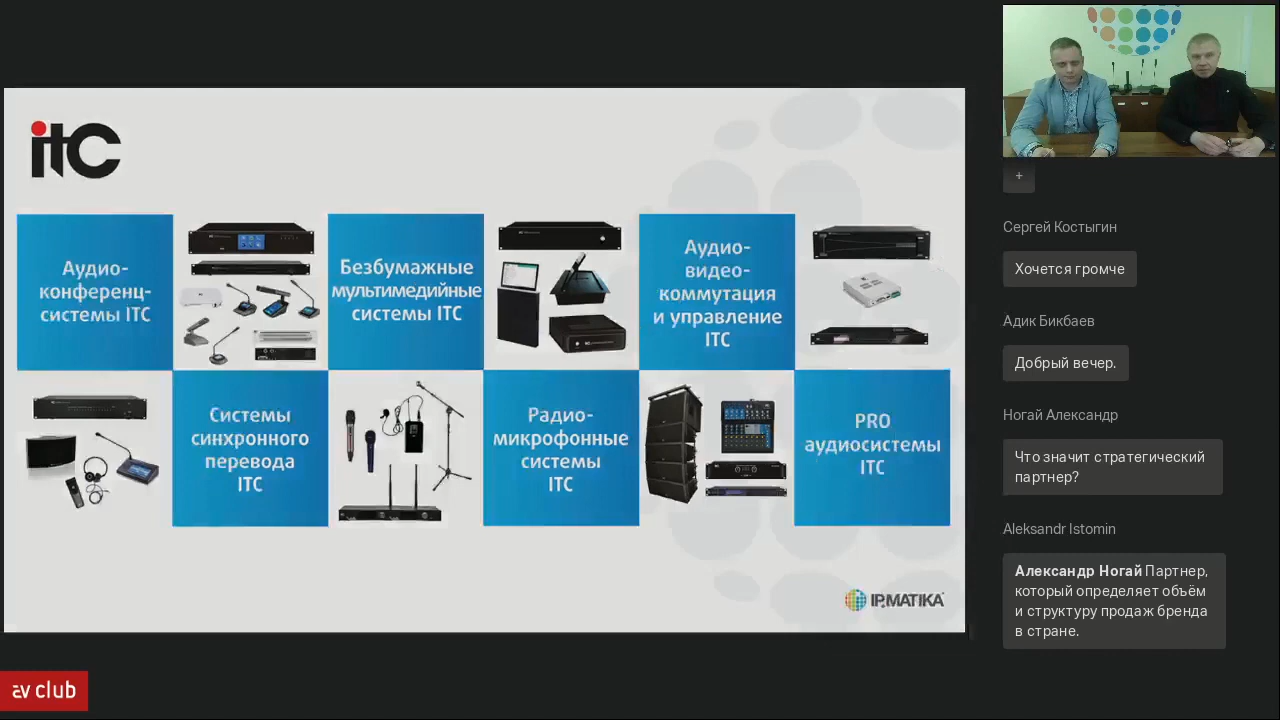 itc
Аудио-
конференц-
системы ITC
Безбумажные
мультимедийные
системы ITC
Аудио-
видео-
коммутация
и управление
ITC
Системы
синхронного
перевода
ITC
Радио-
микрофонные
системы
ITC
PRO
аудиосистемы
ITC
IPMATIKA
av club
+
Сергей Костыгин
Хочется громче
Адик Бикбаев
Добрый вечер.
Ногай Александр
Что значит стратегический
партнер?
Aleksandr Istomin
Александр Ногай Партнер,
который определяет объём
и структуру продаж бренда
в стране.